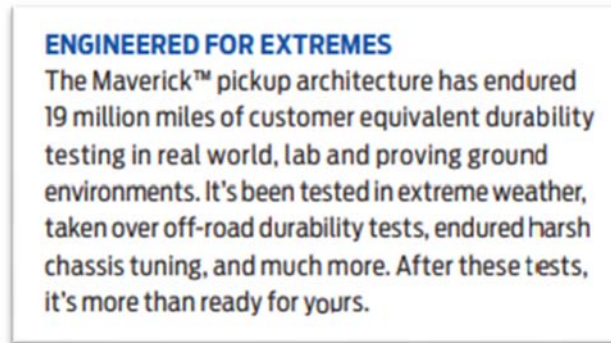 ENGINEERED FOR EXTREMES
The Maverick™ pickup architecture has endured
19 million miles of customer equivalent durability
testing in real world, lab and proving ground
environments. It's been tested in extreme weather,
taken over off-road durability tests, endured harsh
chassis tuning, and much more. After these tests,
it's more than ready for yours.